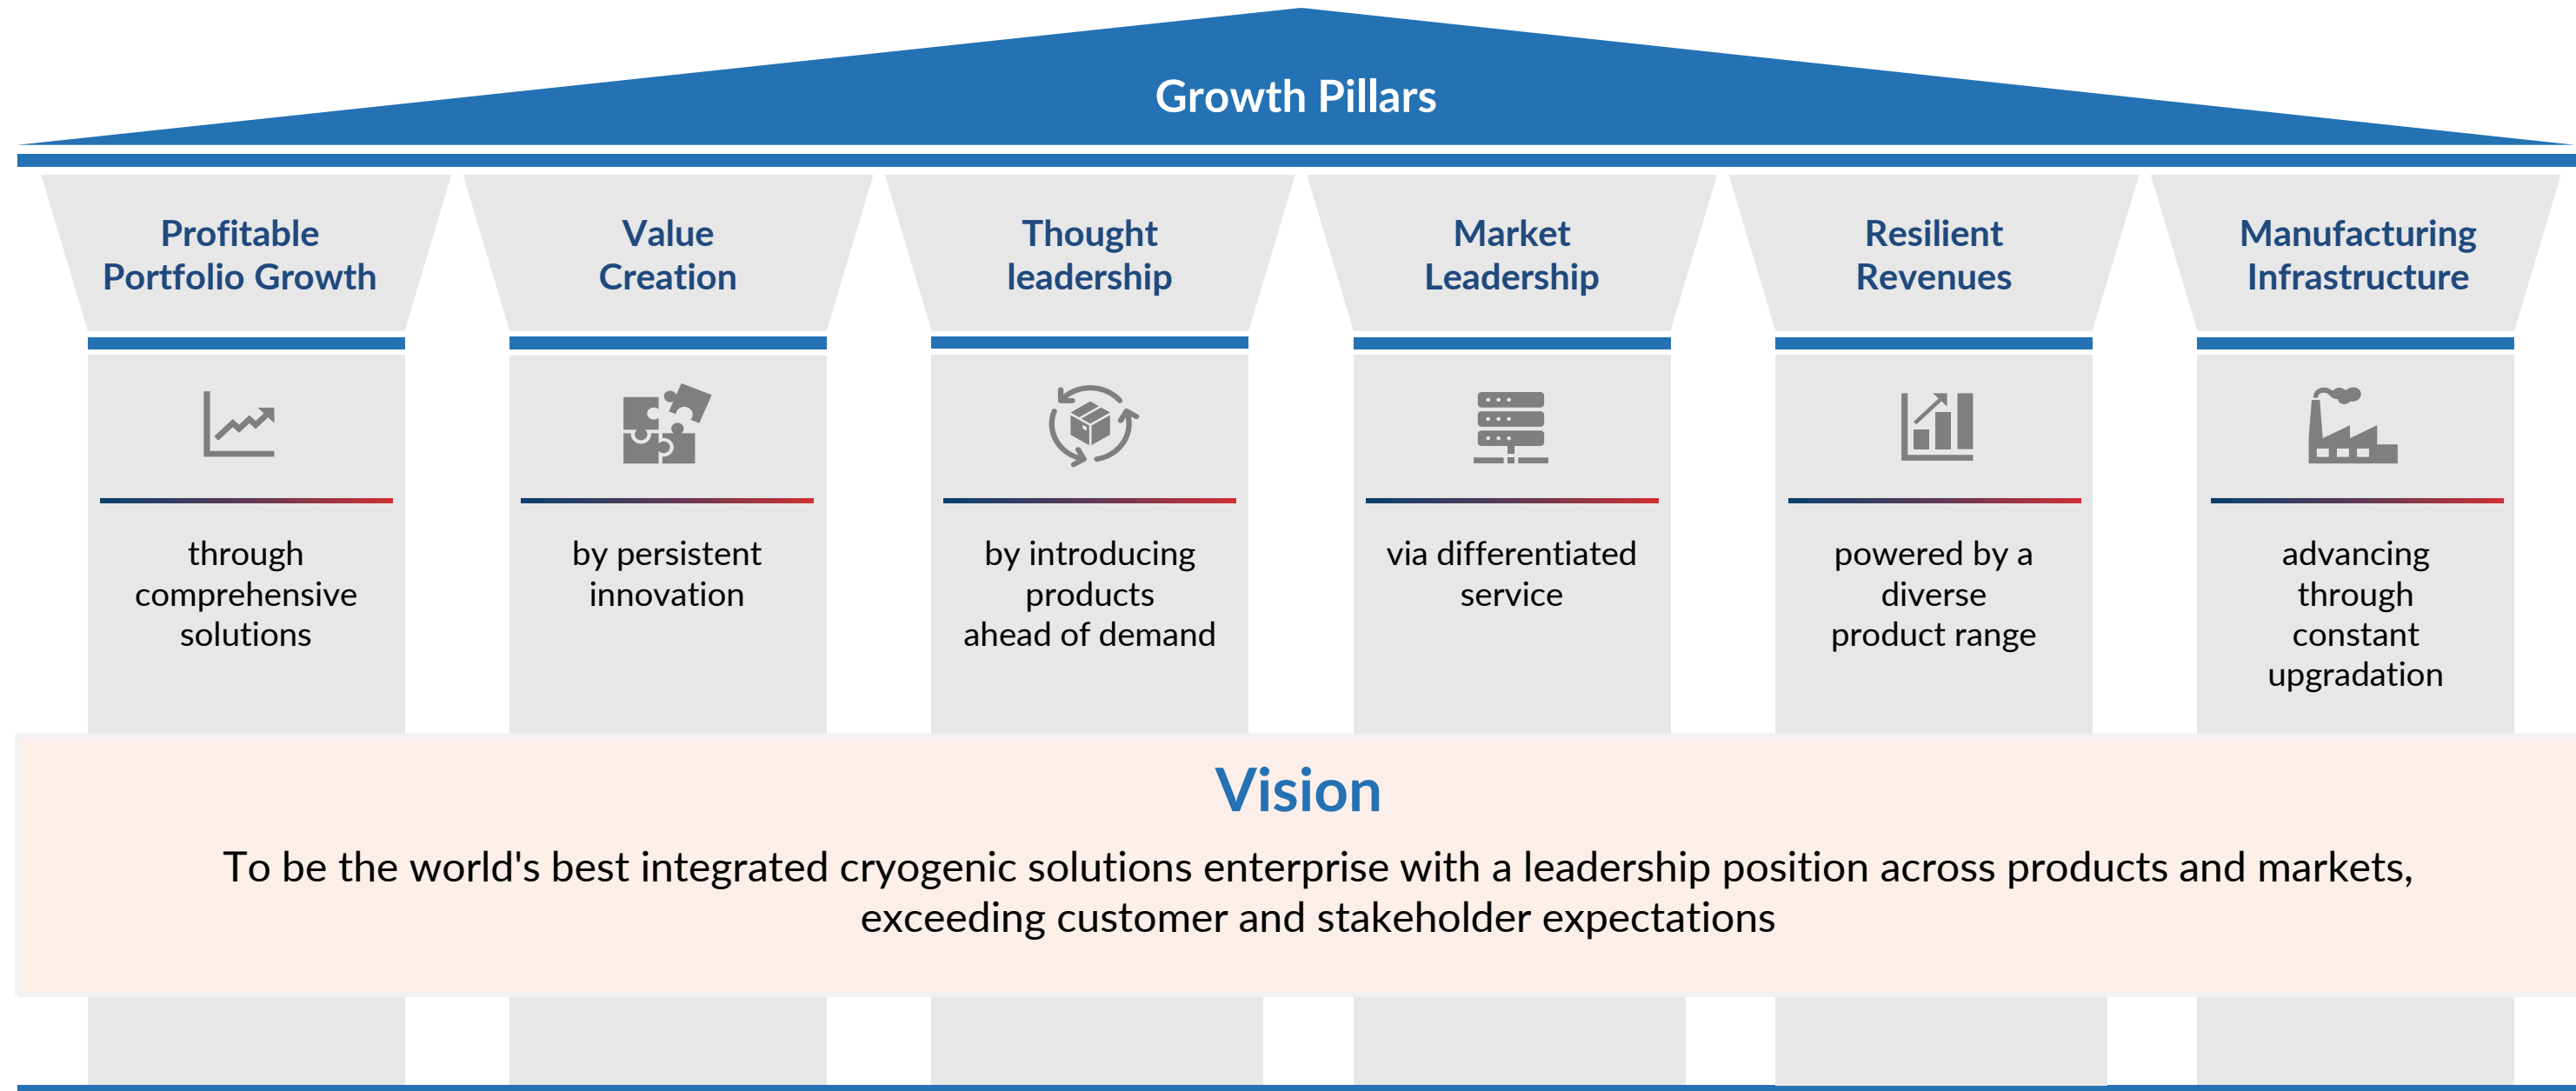 Growth Pillars
Profitable
Portfolio Growth
through
comprehensive
solutions
Value
Creation
by persistent
innovation
Thought
leadership
by introducing
products
ahead of demand
Market
Leadership
via differentiated
service
Resilient
Revenues
powered by a
diverse
product range
Manufacturing
Infrastructure
advancing
through
constant
upgradation
Vision
To be the world's best integrated cryogenic solutions enterprise with a leadership position across products and markets,
exceeding customer and stakeholder expectations